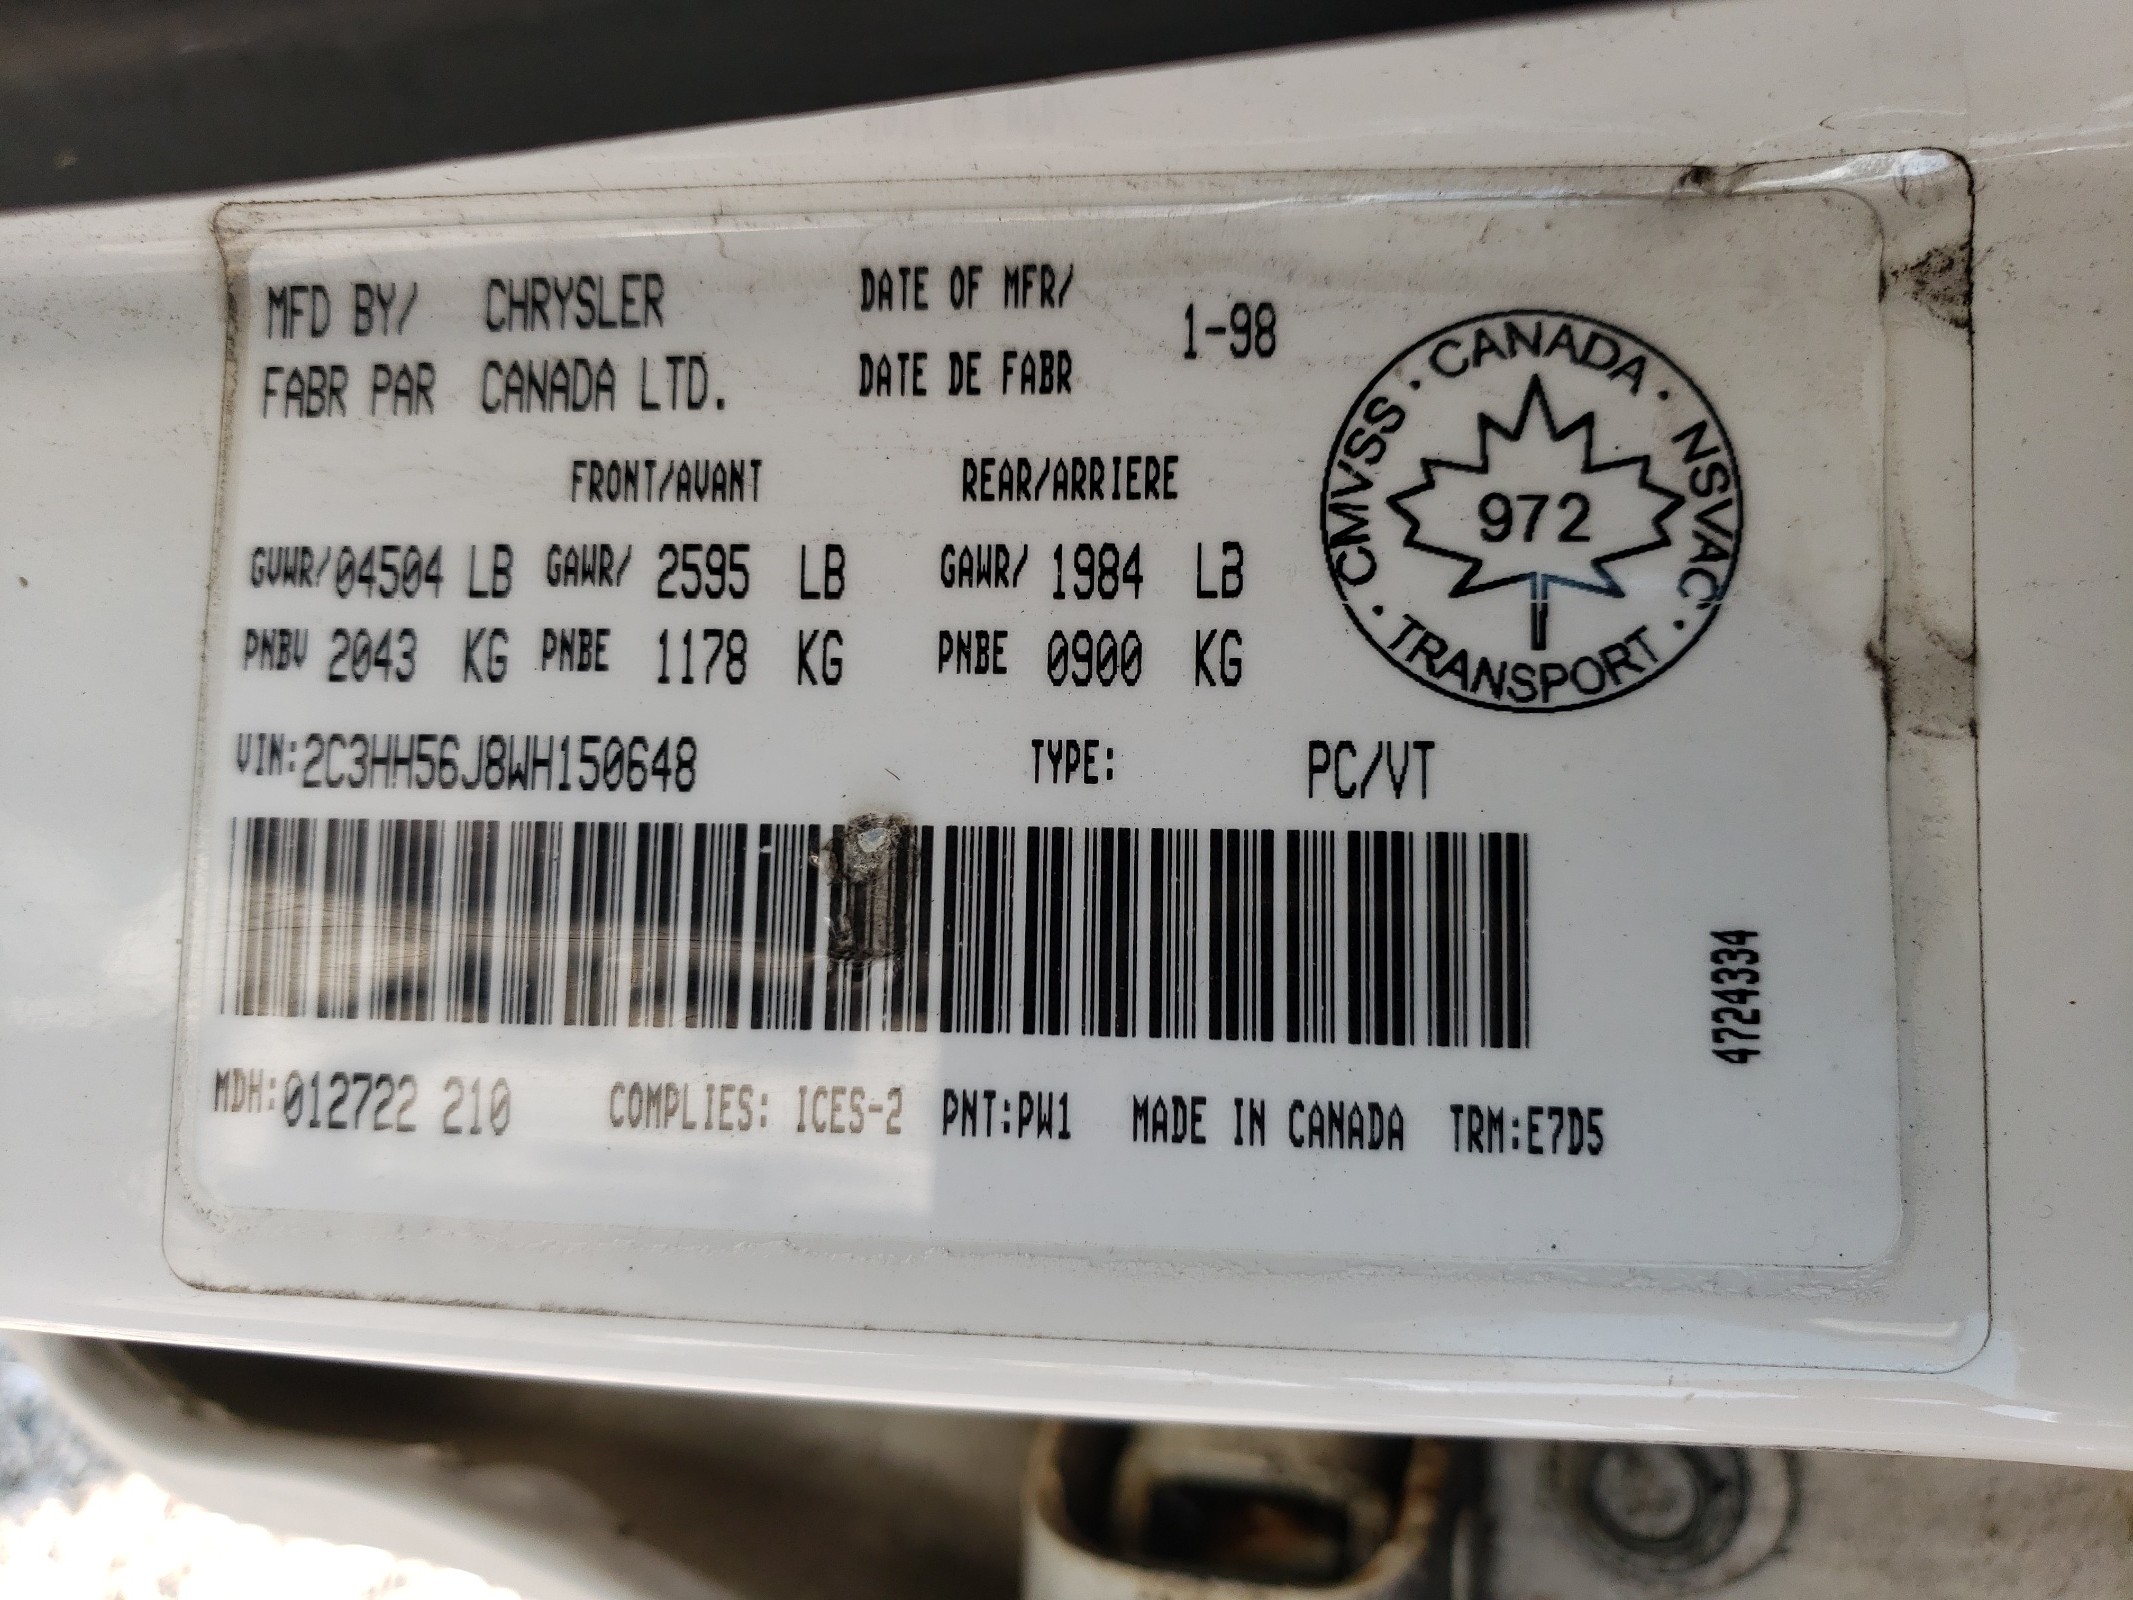 MFD BY/ CHRYSLER DATE OF MFR/ 1-98
FABR PAR CANADA LTD. DATE DE FABR
FRONT/AVANT REAR/ARRIERE
GVWR/04504 LB GAWR/ 2595 LB GAWR/ 1984 LB
PNBV 2043 KG PNBE 1178 KG PNBE 0900 KG
CANADA · NSVAC · TRANSPORT · CMVSS ·
972
VIN:2C3HH56J8WH150648 TYPE: PC/VT
4724334
MDH:012722 210 COMPLIES: ICES-2 PNT:PW1 MADE IN CANADA TRM:E7D5